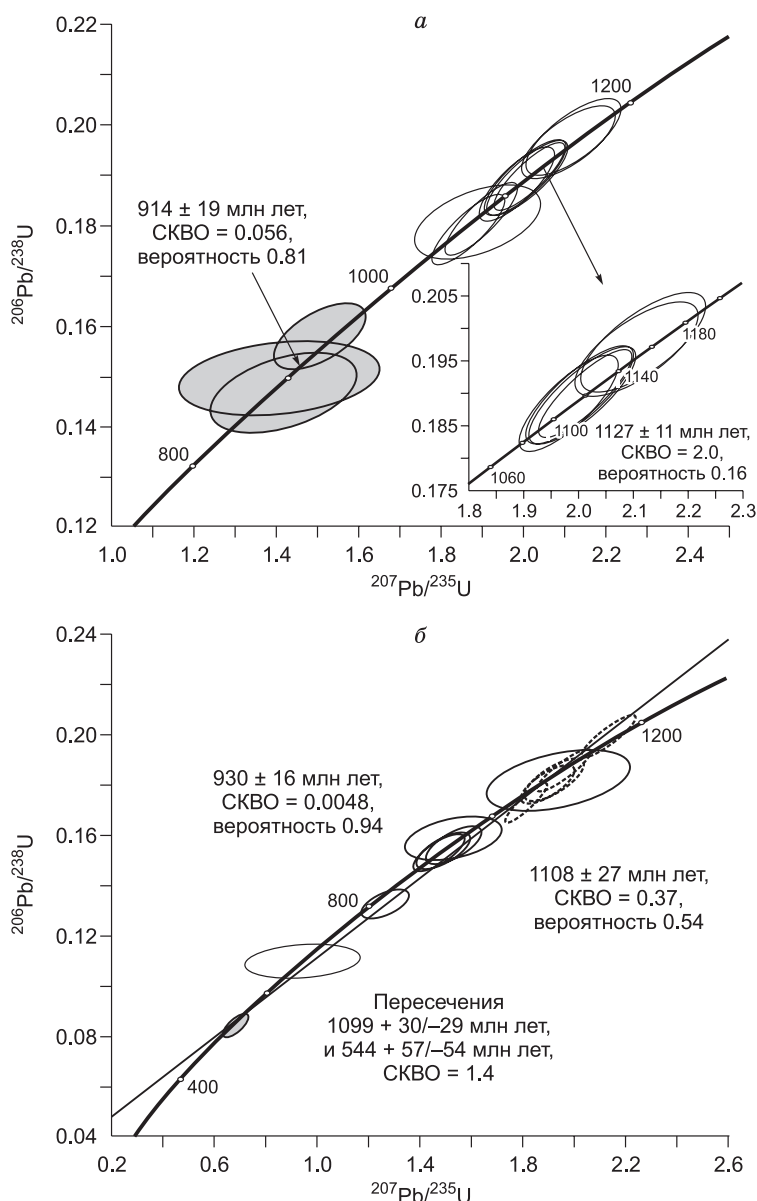 а
0.22
0.20
0.18
0.16
0.14
0.12
²⁰⁶Pb/²³⁸U
1200
1000
800
914 ± 19 млн лет,
СКВО = 0.056,
вероятность 0.81
0.205
0.195
0.185
0.175
1180
1140
1100
1060
1127 ± 11 млн лет,
СКВО = 2.0,
вероятность 0.16
1.8 1.9 2.0 2.1 2.2 2.3
1.0 1.2 1.4 1.6 1.8 2.0 2.2 2.4
²⁰⁷Pb/²³⁵U
б
0.24
0.20
0.16
0.12
0.08
0.04
²⁰⁶Pb/²³⁸U
1200
800
400
930 ± 16 млн лет,
СКВО = 0.0048,
вероятность 0.94
1108 ± 27 млн лет,
СКВО = 0.37,
вероятность 0.54
Пересечения
1099 + 30/–29 млн лет,
и 544 + 57/–54 млн лет,
СКВО = 1.4
0.2 0.6 1.0 1.4 1.8 2.2 2.6
²⁰⁷Pb/²³⁵U